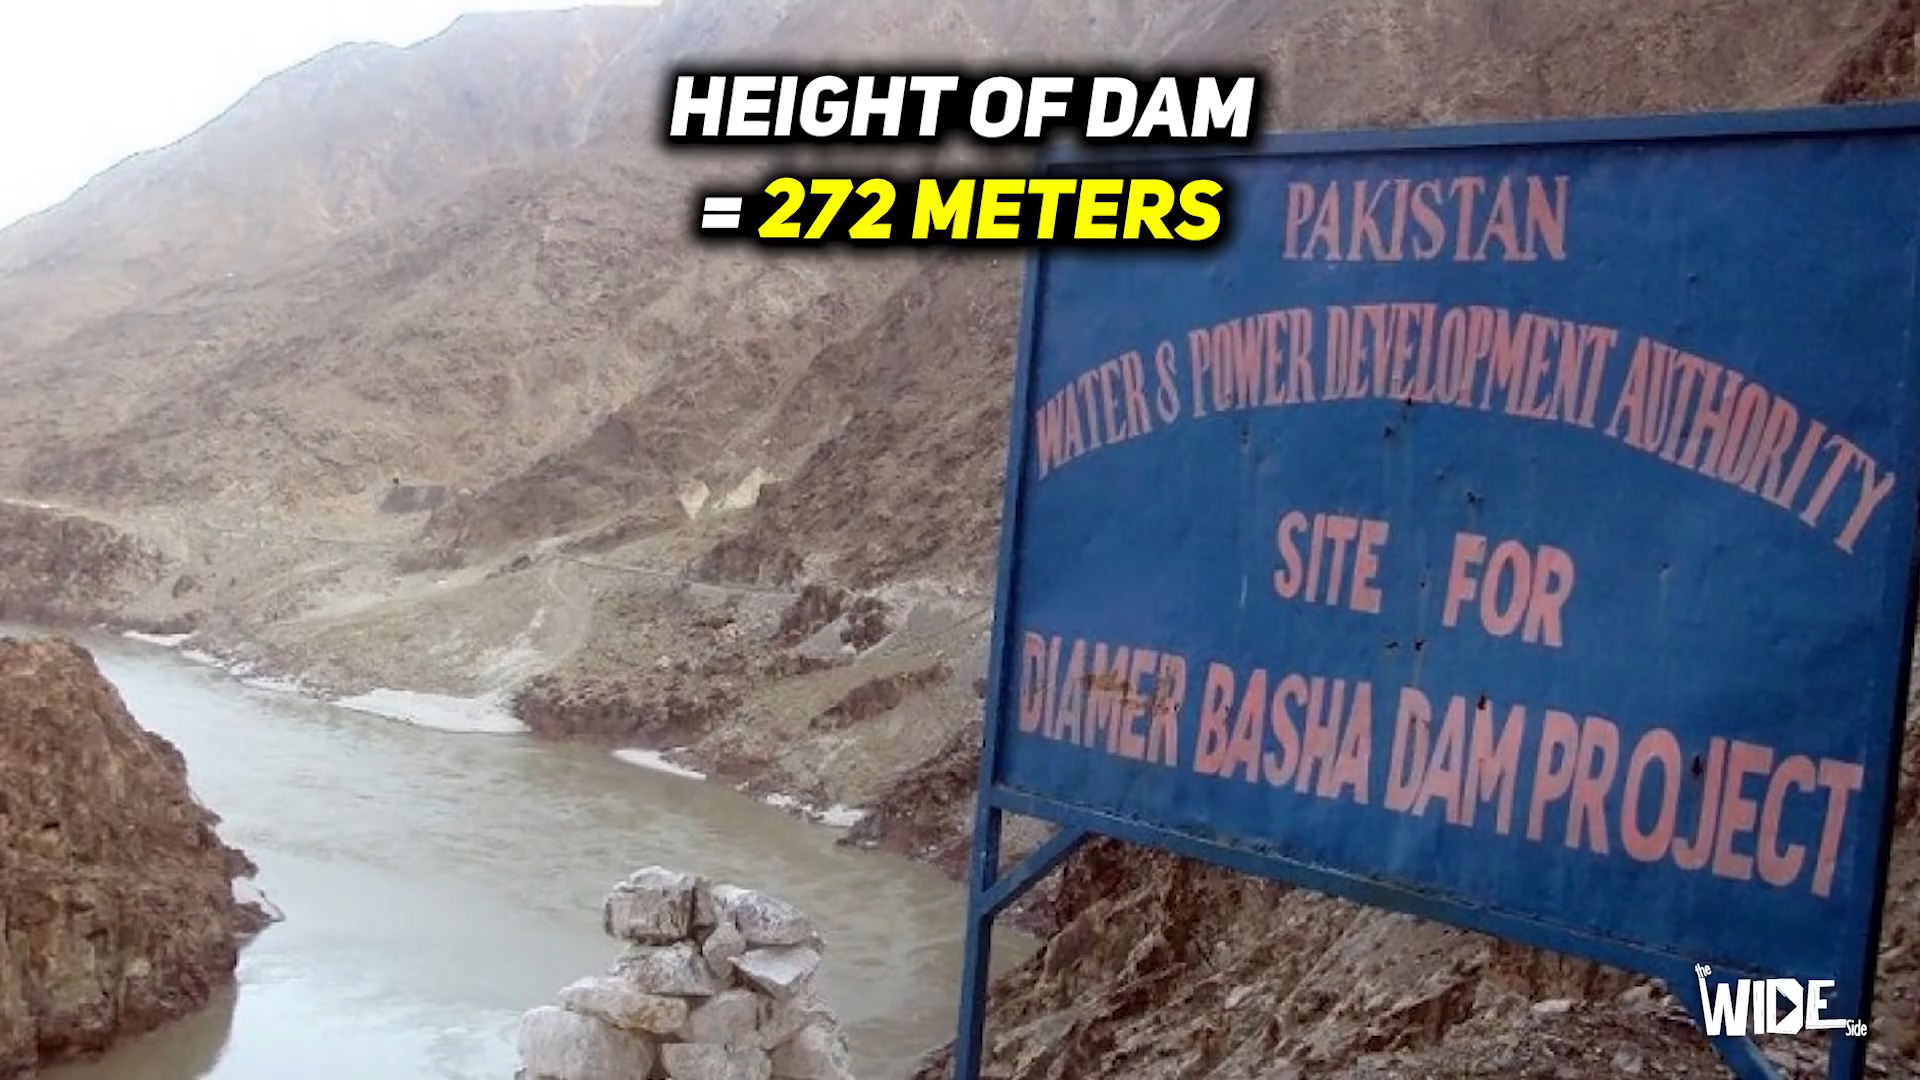 HEIGHT OF DAM
= 272 METERS
PAKISTAN
WATER & POWER DEVELOPMENT AUTHORITY
SITE FOR
DIAMER BASHA DAM PROJECT
the
WIDE
Side